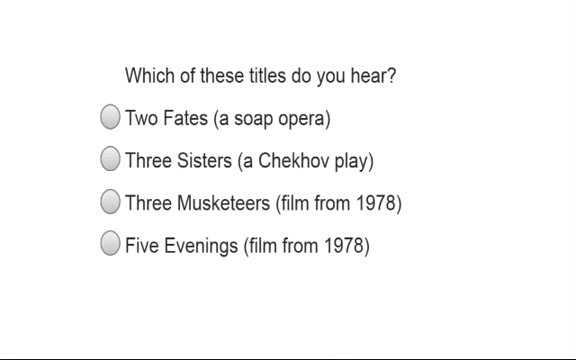 Which of these titles do you hear?
Two Fates (a soap opera)
Three Sisters (a Chekhov play)
Three Musketeers (film from 1978)
Five Evenings (film from 1978)